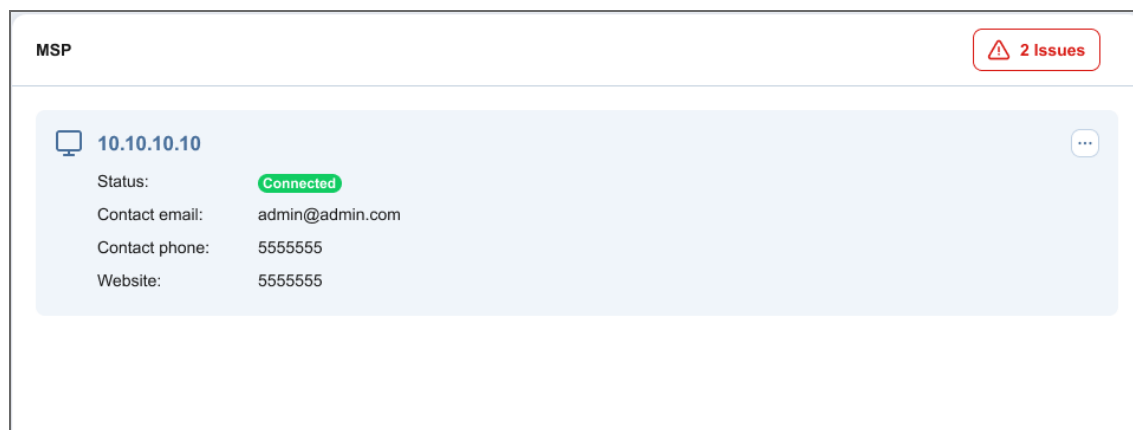 MSP
2 Issues
10.10.10.10
Status: Connected
Contact email: admin@admin.com
Contact phone: 5555555
Website: 5555555